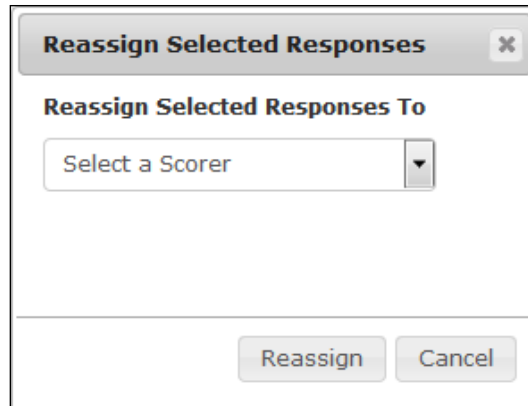 Reassign Selected Responses
Reassign Selected Responses To
Select a Scorer
Reassign Cancel